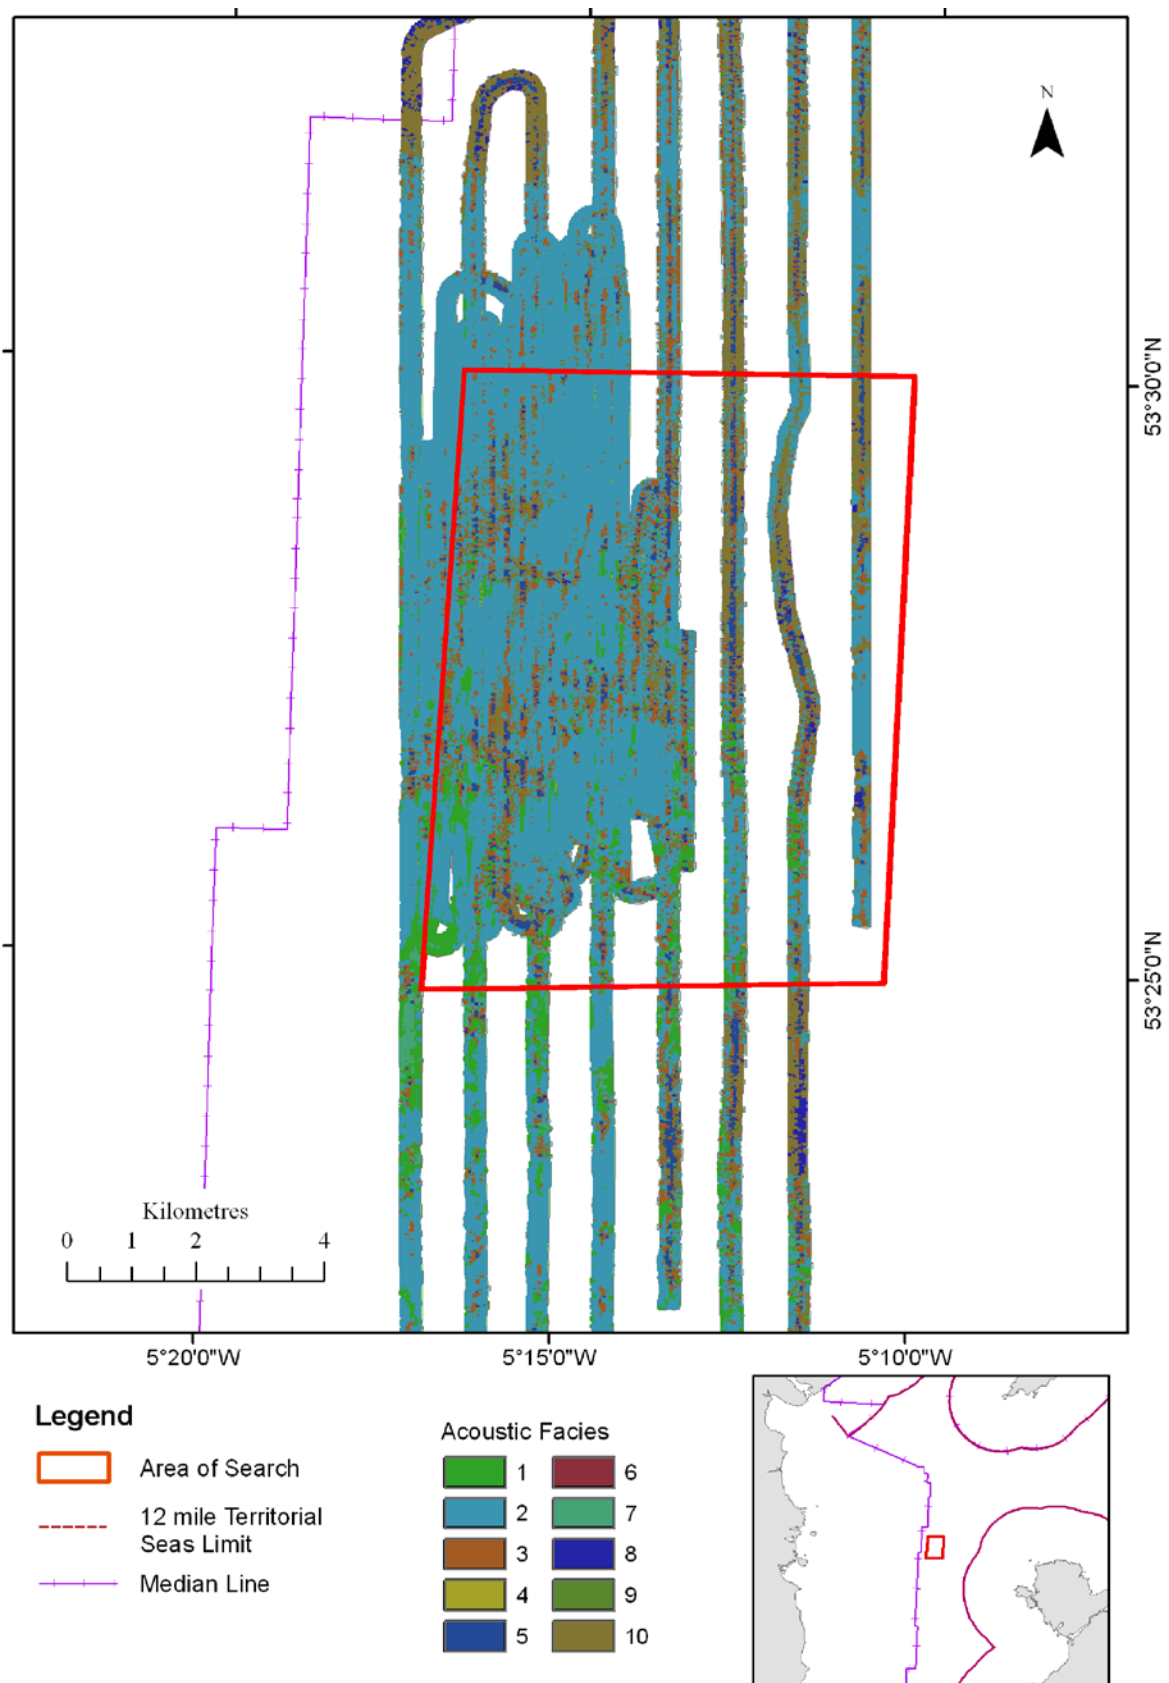 N
53°30'0"N
53°25'0"N
Kilometres
0 1 2 4
5°20'0"W 5°15'0"W 5°10'0"W
Legend
Area of Search
12 mile Territorial
Seas Limit
Median Line
Acoustic Facies
1 6
2 7
3 8
4 9
5 10